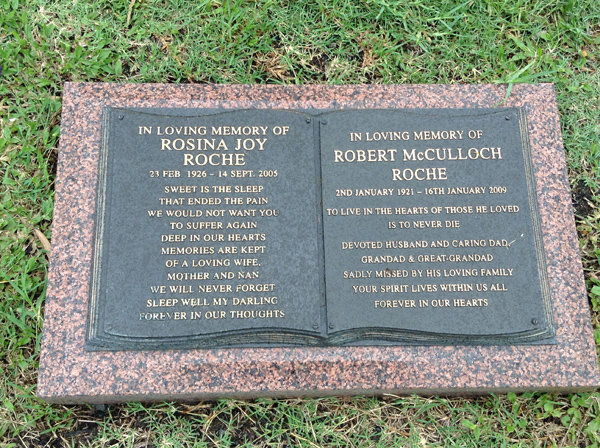 IN LOVING MEMORY OF
ROSINA JOY
ROCHE
23 FEB 1926 - 14 SEPT. 2005
SWEET IS THE SLEEP
THAT ENDED THE PAIN
WE WOULD NOT WANT YOU
TO SUFFER AGAIN
DEEP IN OUR HEARTS
MEMORIES ARE KEPT
OF A LOVING WIFE,
MOTHER AND NAN.
WE WILL NEVER FORGET
SLEEP WELL MY DARLING
FOREVER IN OUR THOUGHTS
IN LOVING MEMORY OF
ROBERT McCULLOCH
ROCHE
2ND JANUARY 1921 - 16TH JANUARY 2009
TO LIVE IN THE HEARTS OF THOSE HE LOVED
IS TO NEVER DIE
DEVOTED HUSBAND AND CARING DAD,
GRANDAD & GREAT-GRANDAD
SADLY MISSED BY HIS LOVING FAMILY
YOUR SPIRIT LIVES WITHIN US ALL
FOREVER IN OUR HEARTS